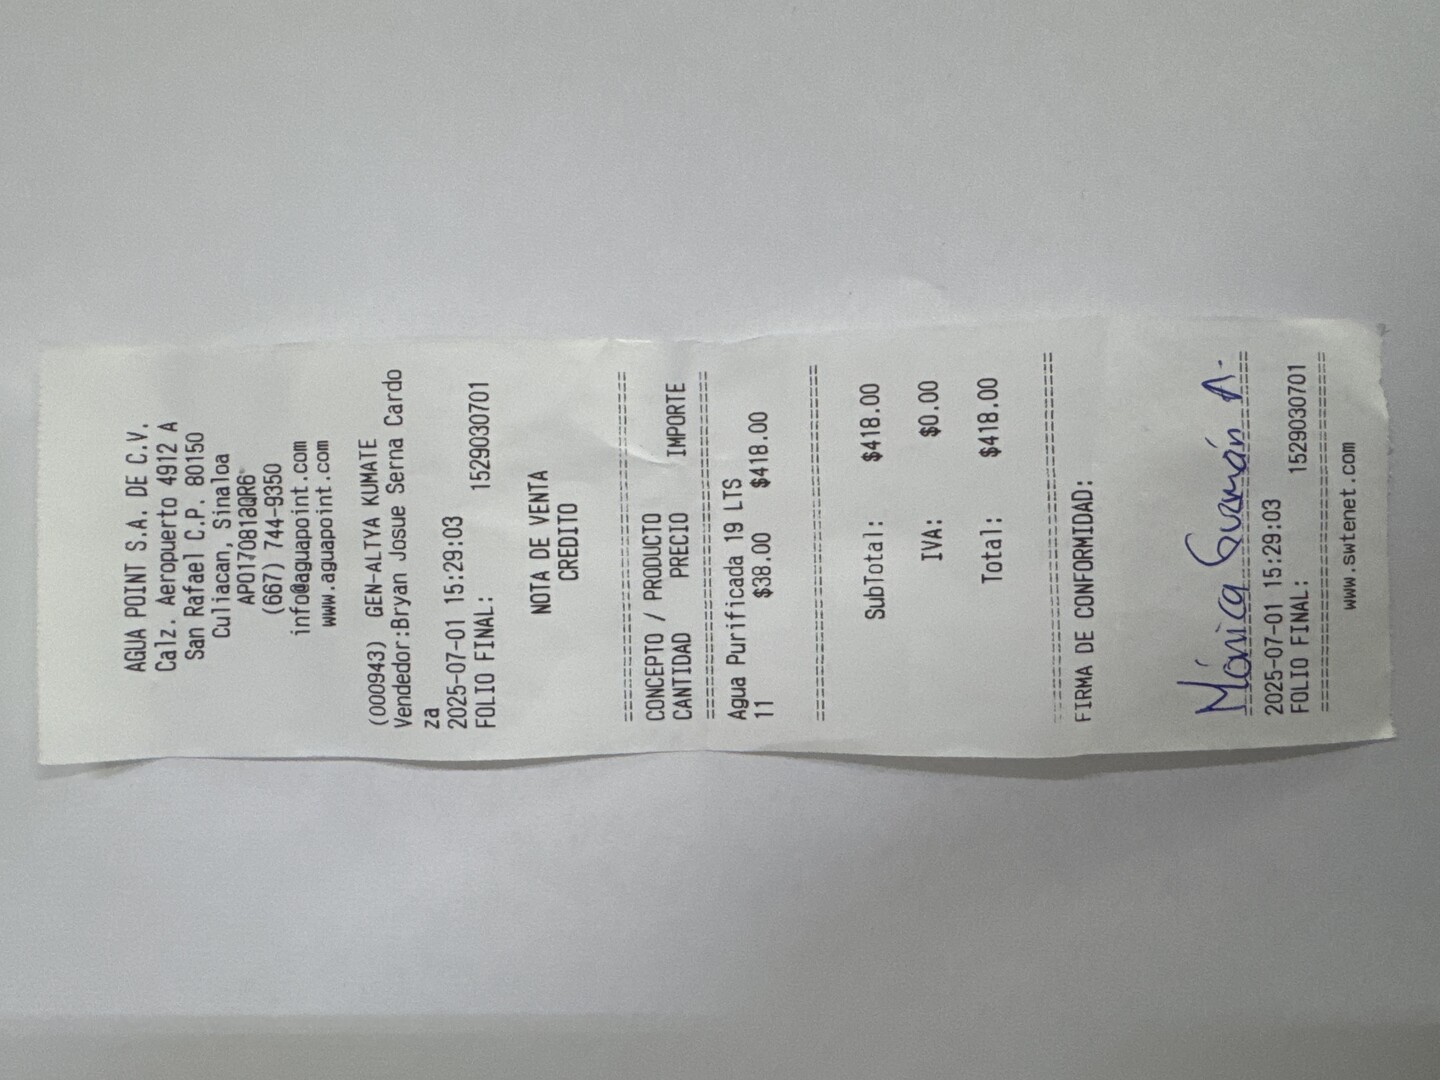 AGUA POINT S.A. DE C.V.
Calz. Aeropuerto 4912 A
San Rafael C.P. 80150
Culiacan, Sinaloa
APO170818QR6
(667) 744-9350
info@aguapoint.com
www.aguapoint.com
(000943) GEN-ALTYA KUMATE
Vendedor:Bryan Josue Serna Cardo
za
2025-07-01 15:29:03
FOLIO FINAL: 1529030701
NOTA DE VENTA
CREDITO
================================
CONCEPTO / PRODUCTO
CANTIDAD PRECIO IMPORTE
================================
Agua Purificada 19 LTS
11 $38.00 $418.00
================================
SubTotal: $418.00
IVA: $0.00
Total: $418.00
================================
FIRMA DE CONFORMIDAD:
Mónica Guzmán A.
================================
2025-07-01 15:29:03
FOLIO FINAL: 1529030701
================================
www.swtenet.com